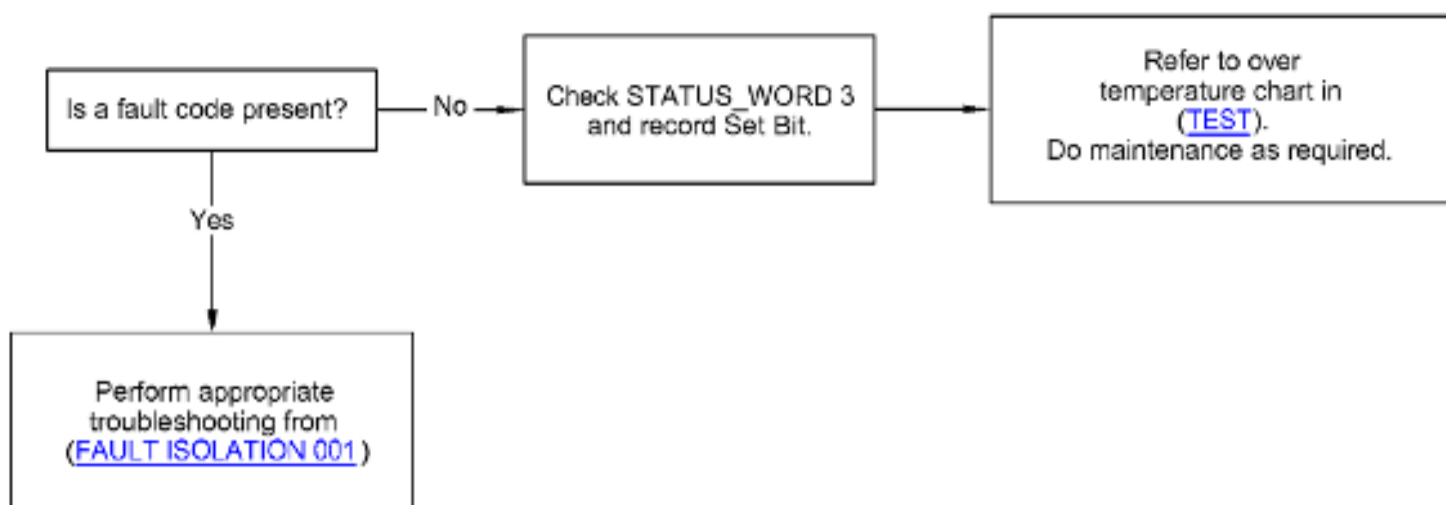 Is a fault code present?
No
Check STATUS_WORD 3
and record Set Bit.
Refer to over
temperature chart in
(TEST).
Do maintenance as required.
Yes
Perform appropriate
troubleshooting from
(FAULT ISOLATION 001)